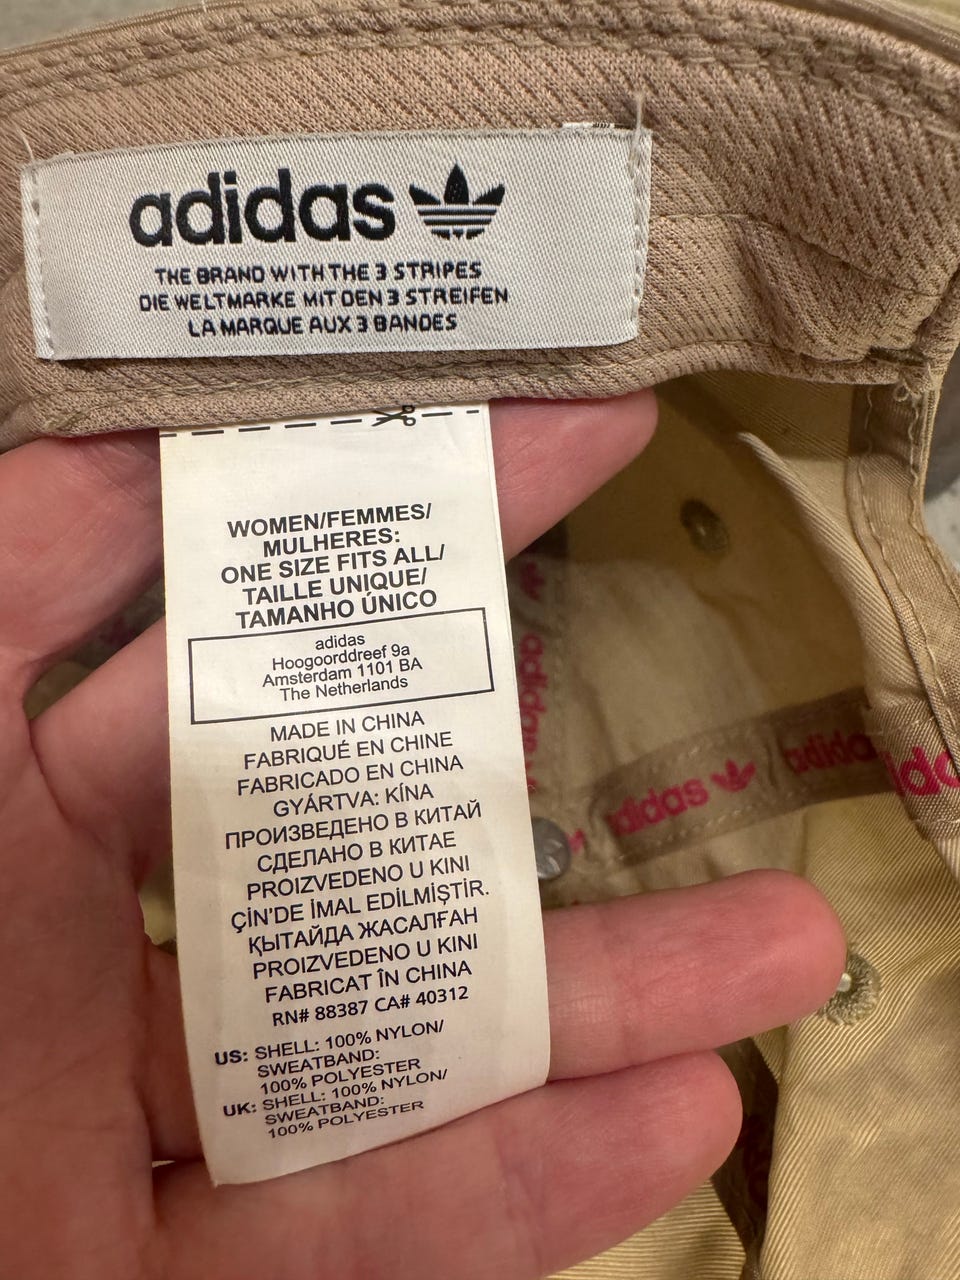 adidas
THE BRAND WITH THE 3 STRIPES
DIE WELTMARKE MIT DEN 3 STREIFEN
LA MARQUE AUX 3 BANDES
WOMEN/FEMMES/
MULHERES:
ONE SIZE FITS ALL/
TAILLE UNIQUE/
TAMANHO ÚNICO
adidas
Hoogoorddreef 9a
Amsterdam 1101 BA
The Netherlands
MADE IN CHINA
FABRIQUÉ EN CHINE
FABRICADO EN CHINA
GYÁRTVA: KÍNA
ПРОИЗВЕДЕНО В КИТАЙ
СДЕЛАНО В КИТАЕ
PROIZVEDENO U KINI
ÇİN'DE İMAL EDİLMİŞTİR.
ҚЫТАЙДА ЖАСАЛҒАН
PROIZVEDENO U KINI
FABRICAT ÎN CHINA
RN# 88387 CA# 40312
US: SHELL: 100% NYLON/
SWEATBAND:
100% POLYESTER
UK: SHELL: 100% NYLON/
SWEATBAND:
100% POLYESTER
adidas
adidas
adidas